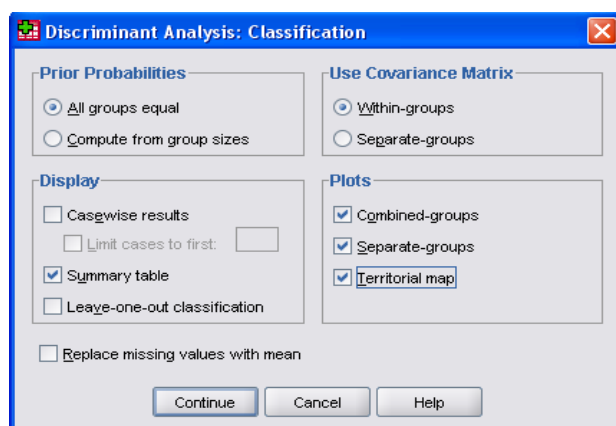 Discriminant Analysis: Classification
Prior Probabilities
All groups equal
Compute from group sizes
Use Covariance Matrix
Within-groups
Separate-groups
Display
Casewise results
Limit cases to first:
Summary table
Leave-one-out classification
Plots
Combined-groups
Separate-groups
Territorial map
Replace missing values with mean
Continue
Cancel
Help